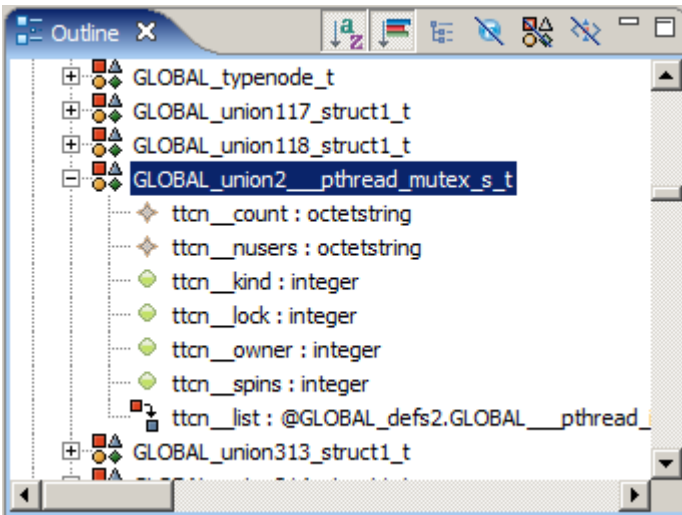 Outline
GLOBAL_typenode_t
GLOBAL_union117_struct1_t
GLOBAL_union118_struct1_t
GLOBAL_union2___pthread_mutex_s_t
ttcn__count : octetstring
ttcn__nusers : octetstring
ttcn__kind : integer
ttcn__lock : integer
ttcn__owner : integer
ttcn__spins : integer
ttcn__list : @GLOBAL_defs2.GLOBAL___pthread_
GLOBAL_union313_struct1_t